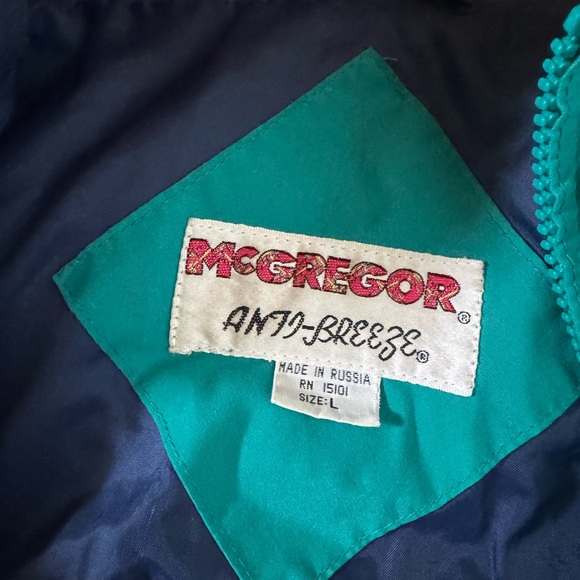 McGREGOR®
ANTI-BREEZE®
MADE IN RUSSIA
RN 15101
SIZE: L